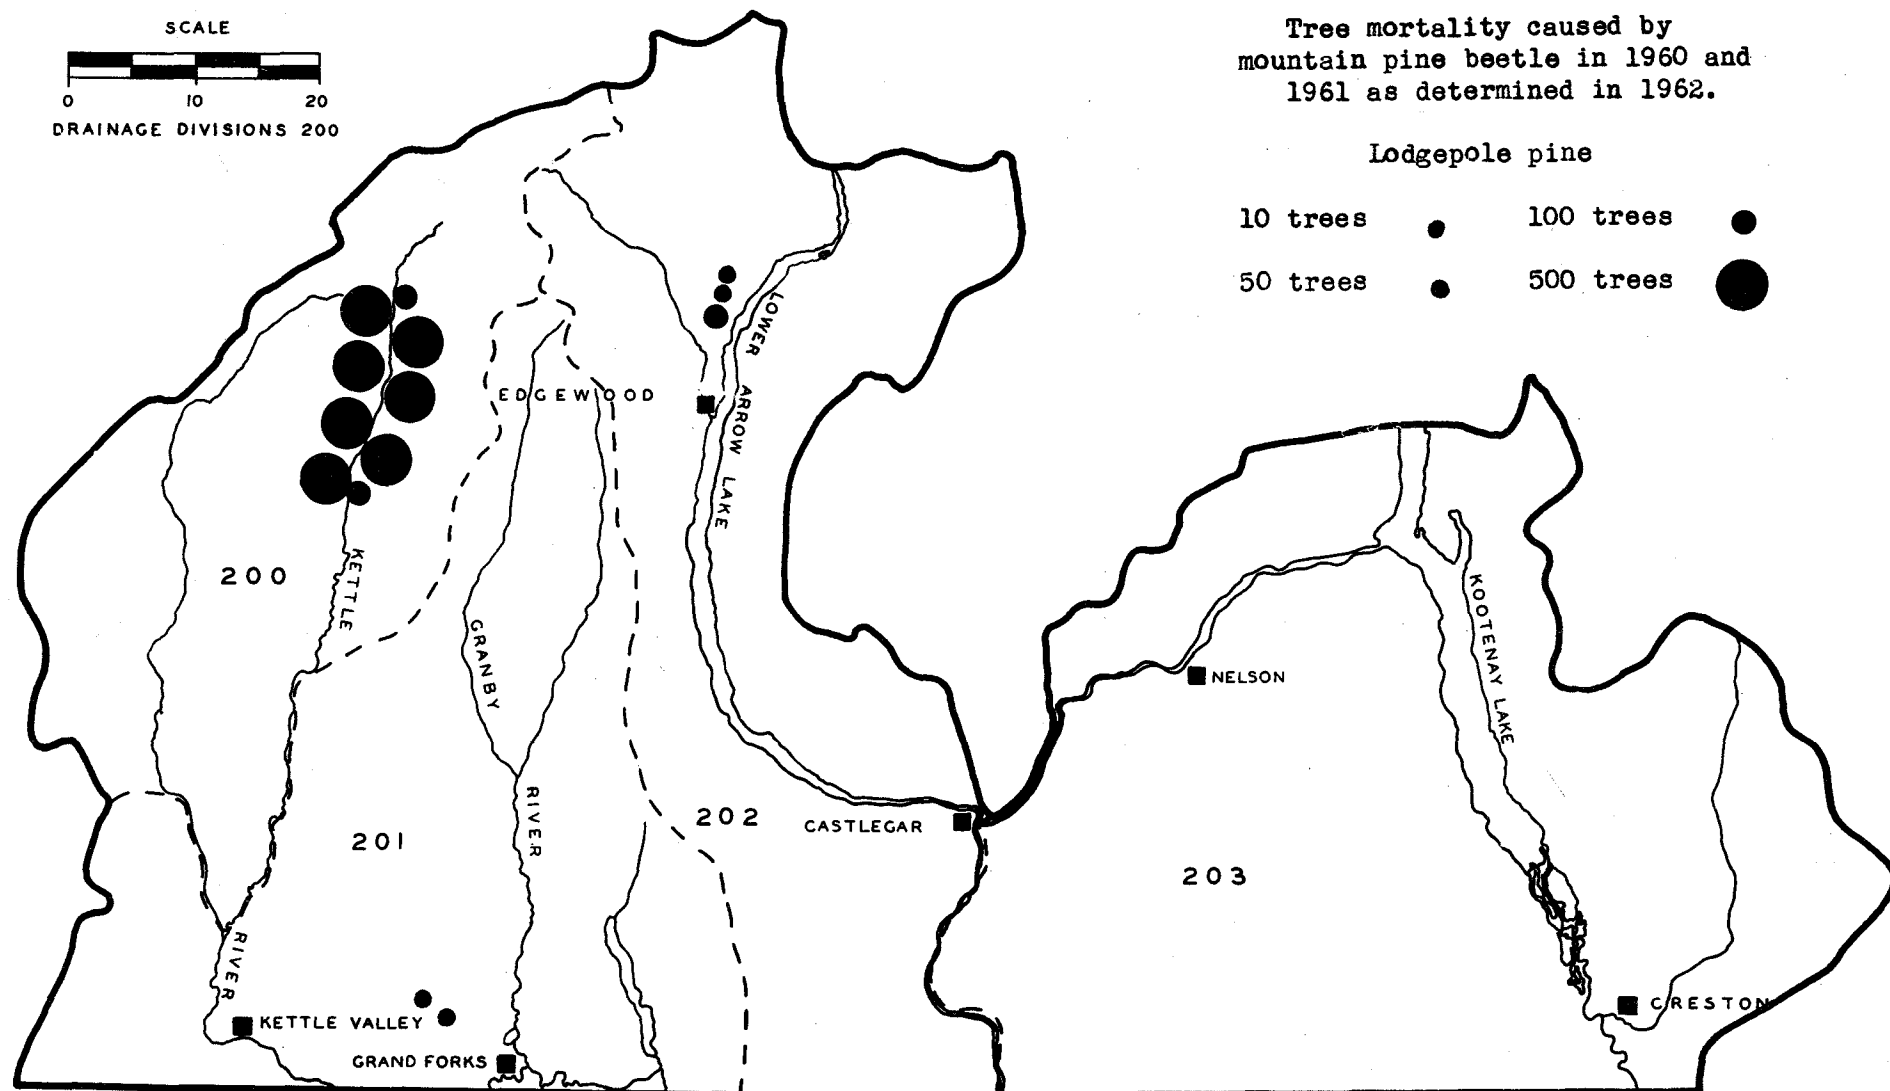 SCALE
0 10 20
DRAINAGE DIVISIONS 200
Tree mortality caused by
mountain pine beetle in 1960 and
1961 as determined in 1962.
Lodgepole pine
10 trees 100 trees
50 trees 500 trees
LOWER ARROW LAKE
EDGEWOOD
200
KETTLE RIVER
GRANBY RIVER
KOOTENAY LAKE
NELSON
201
202
CASTLEGAR
203
KETTLE VALLEY
GRAND FORKS
CRESTON